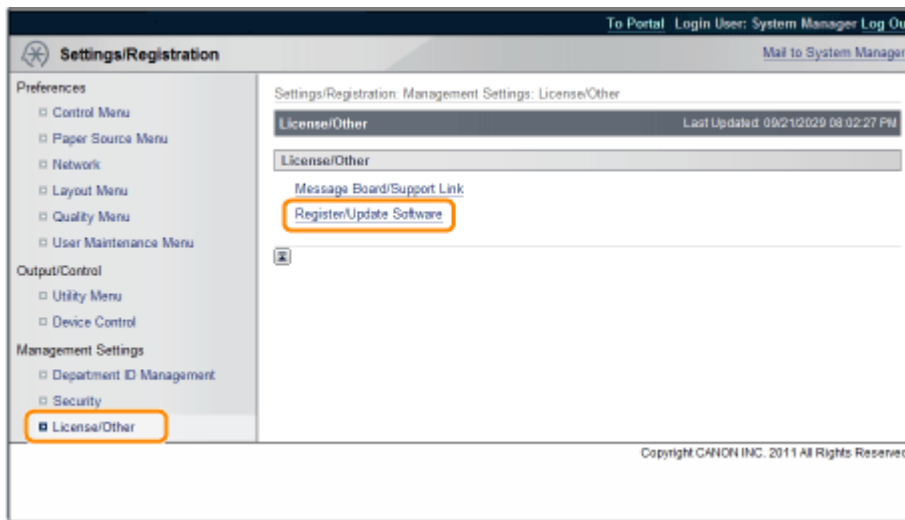 To Portal Login User: System Manager Log Ou
Settings/Registration
Mail to System Manager
Preferences
Control Menu
Paper Source Menu
Network
Layout Menu
Quality Menu
User Maintenance Menu
Output/Control
Utility Menu
Device Control
Management Settings
Department ID Management
Security
License/Other
Settings/Registration: Management Settings: License/Other
License/Other Last Updated: 09/21/2029 08:02:27 PM
License/Other
Message Board/Support Link
Register/Update Software
Copyright CANON INC. 2011 All Rights Reserved